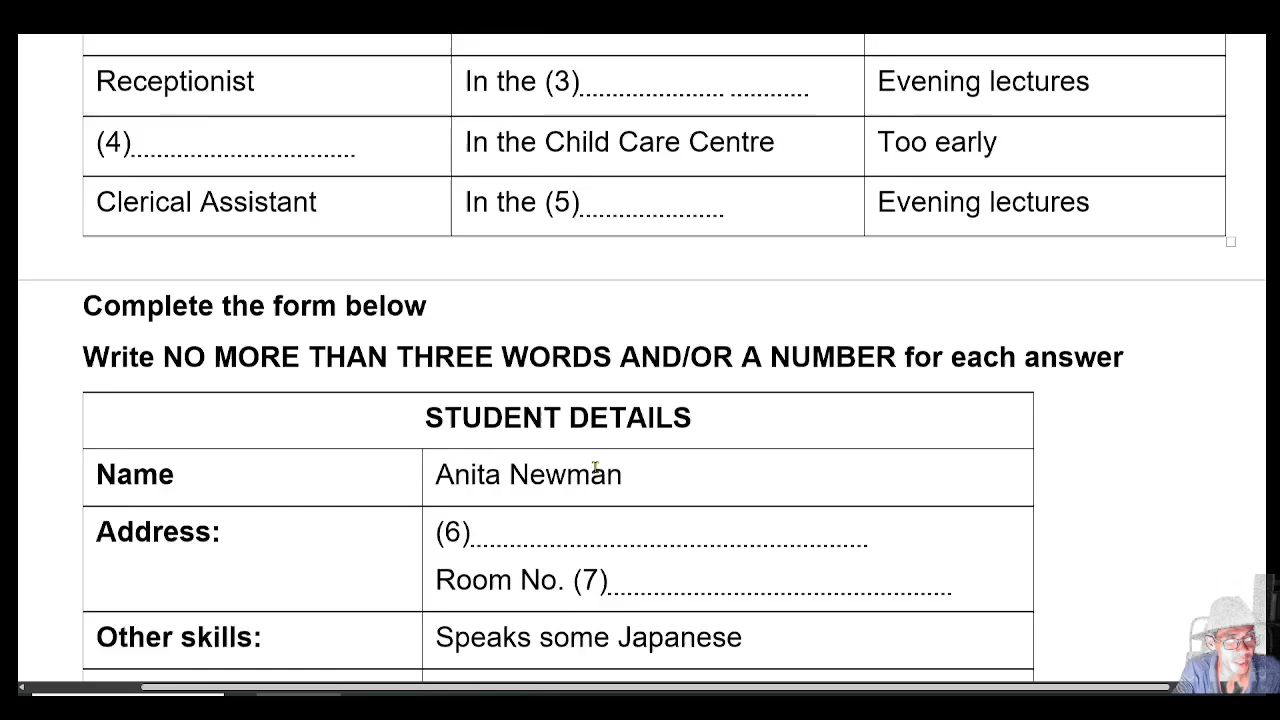 Receptionist In the (3).................... ........... Evening lectures
(4)................................ In the Child Care Centre Too early
Clerical Assistant In the (5).................... Evening lectures
Complete the form below
Write NO MORE THAN THREE WORDS AND/OR A NUMBER for each answer
STUDENT DETAILS
Name Anita Newman
Address: (6)..........................................................
Room No. (7)..................................................
Other skills: Speaks some Japanese